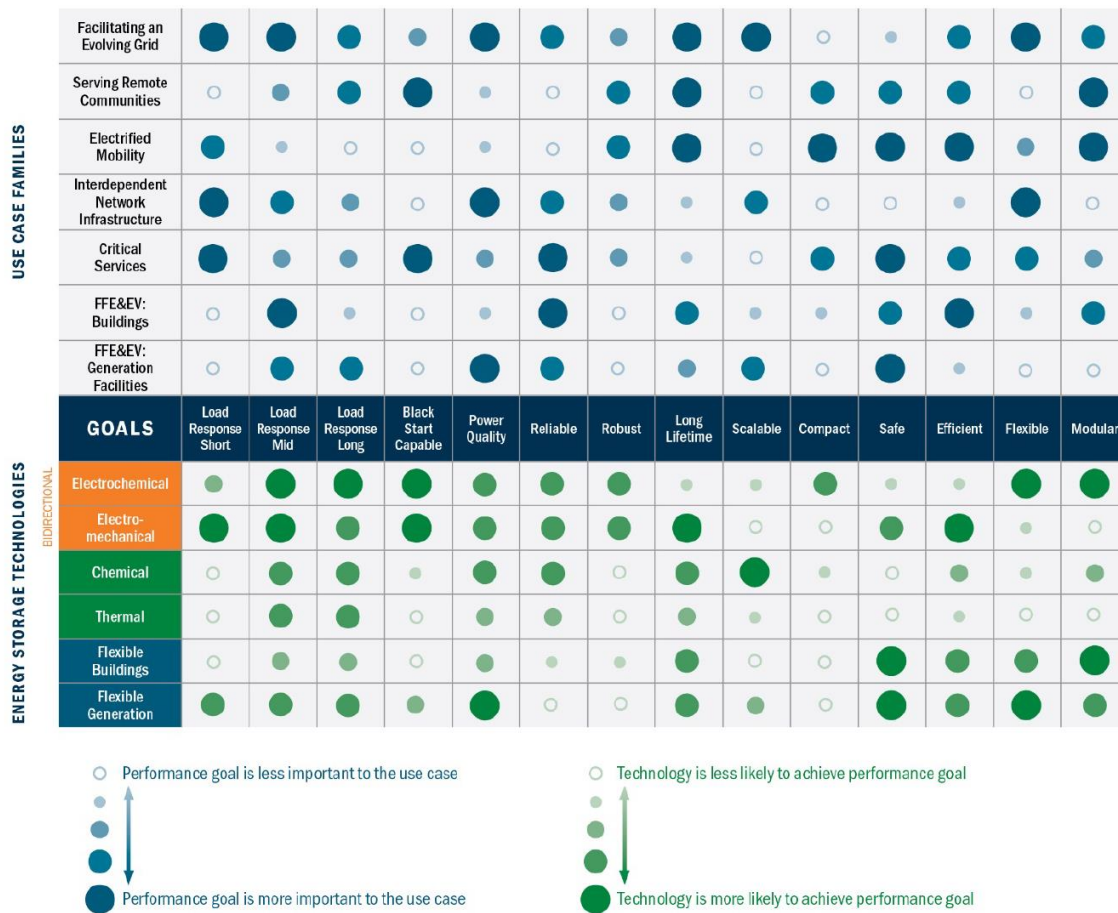 USE CASE FAMILIES
Facilitating an
Evolving Grid
Serving Remote
Communities
Electrified
Mobility
Interdependent
Network
Infrastructure
Critical
Services
FFE&EV:
Buildings
FFE&EV:
Generation
Facilities
GOALS
Load
Response
Short
Load
Response
Mid
Load
Response
Long
Black
Start
Capable
Power
Quality
Reliable
Robust
Long
Lifetime
Scalable
Compact
Safe
Efficient
Flexible
Modular
ENERGY STORAGE TECHNOLOGIES
BIDIRECTIONAL
Electrochemical
Electro-
mechanical
Chemical
Thermal
Flexible
Buildings
Flexible
Generation
Performance goal is less important to the use case
Performance goal is more important to the use case
Technology is less likely to achieve performance goal
Technology is more likely to achieve performance goal